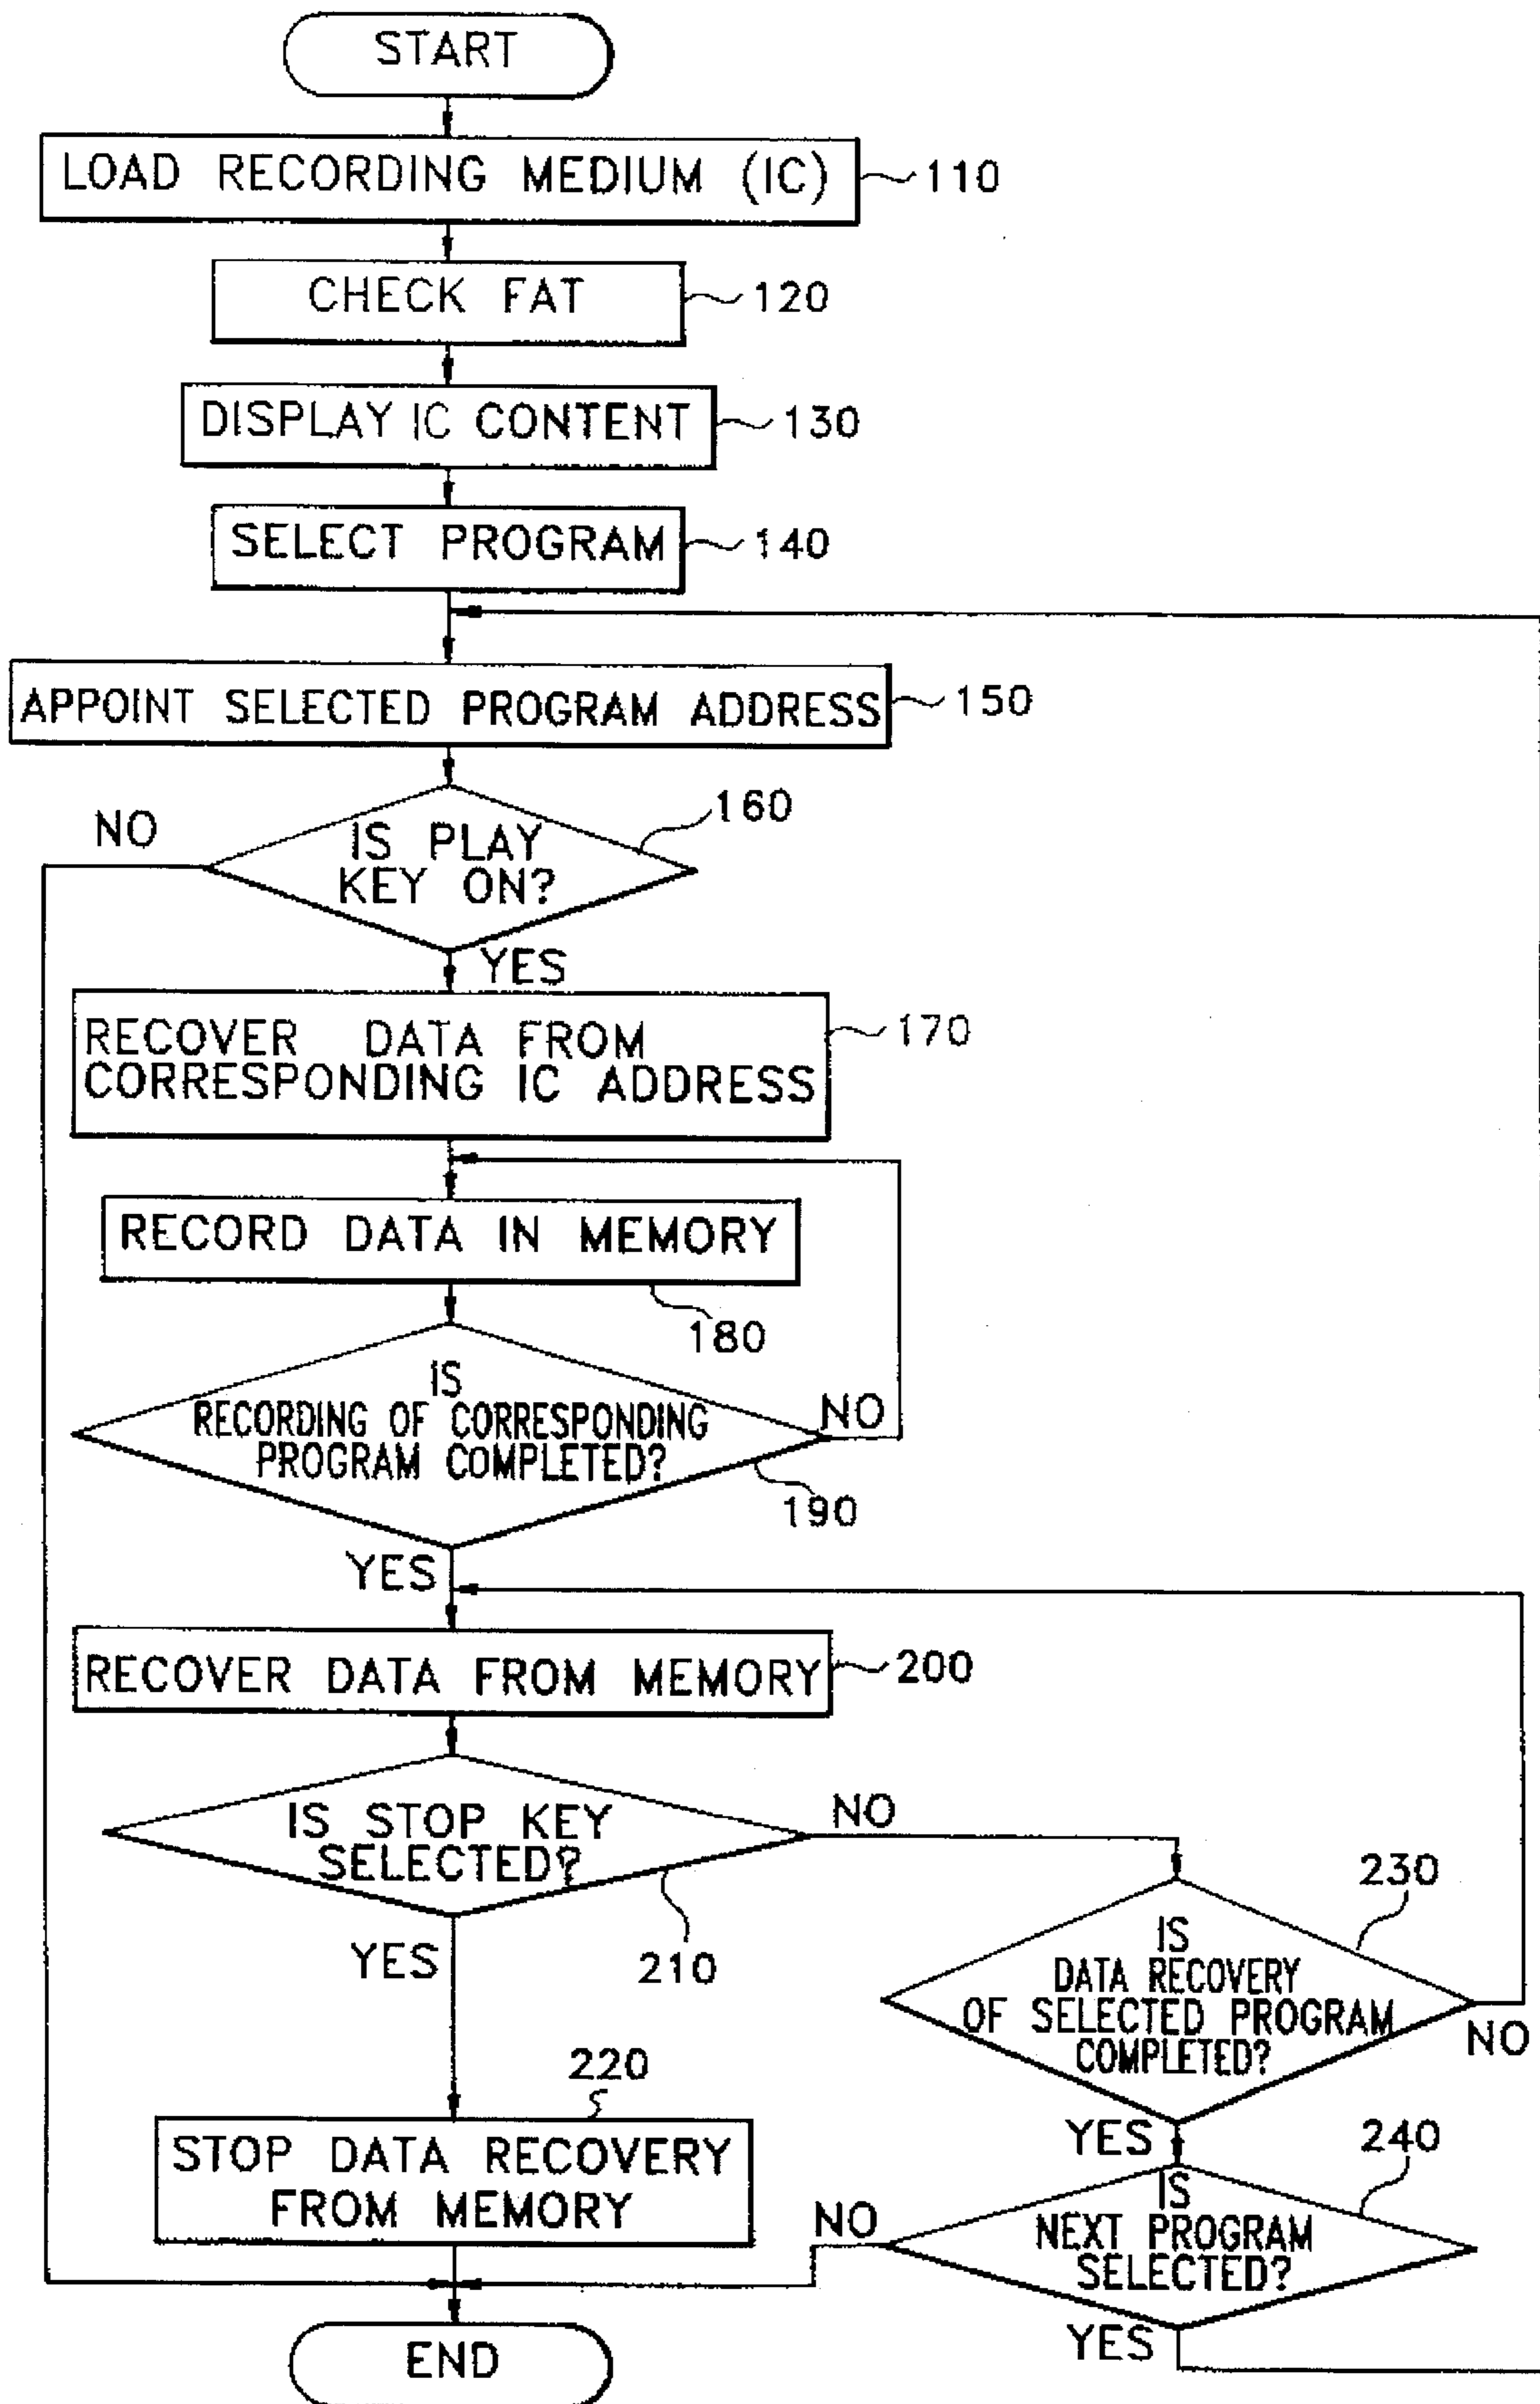 START
LOAD RECORDING MEDIUM (IC)
110
CHECK FAT
120
DISPLAY IC CONTENT
130
SELECT PROGRAM
140
APPOINT SELECTED PROGRAM ADDRESS
150
NO
160
IS PLAY
KEY ON?
YES
RECOVER DATA FROM
CORRESPONDING IC ADDRESS
170
RECORD DATA IN MEMORY
180
IS
RECORDING OF CORRESPONDING
PROGRAM COMPLETED?
NO
190
YES
RECOVER DATA FROM MEMORY
200
IS STOP KEY
SELECTED?
NO
210
YES
230
IS
DATA RECOVERY
OF SELECTED PROGRAM
COMPLETED?
NO
YES
220
STOP DATA RECOVERY
FROM MEMORY
240
IS
NEXT PROGRAM
SELECTED?
NO
YES
END